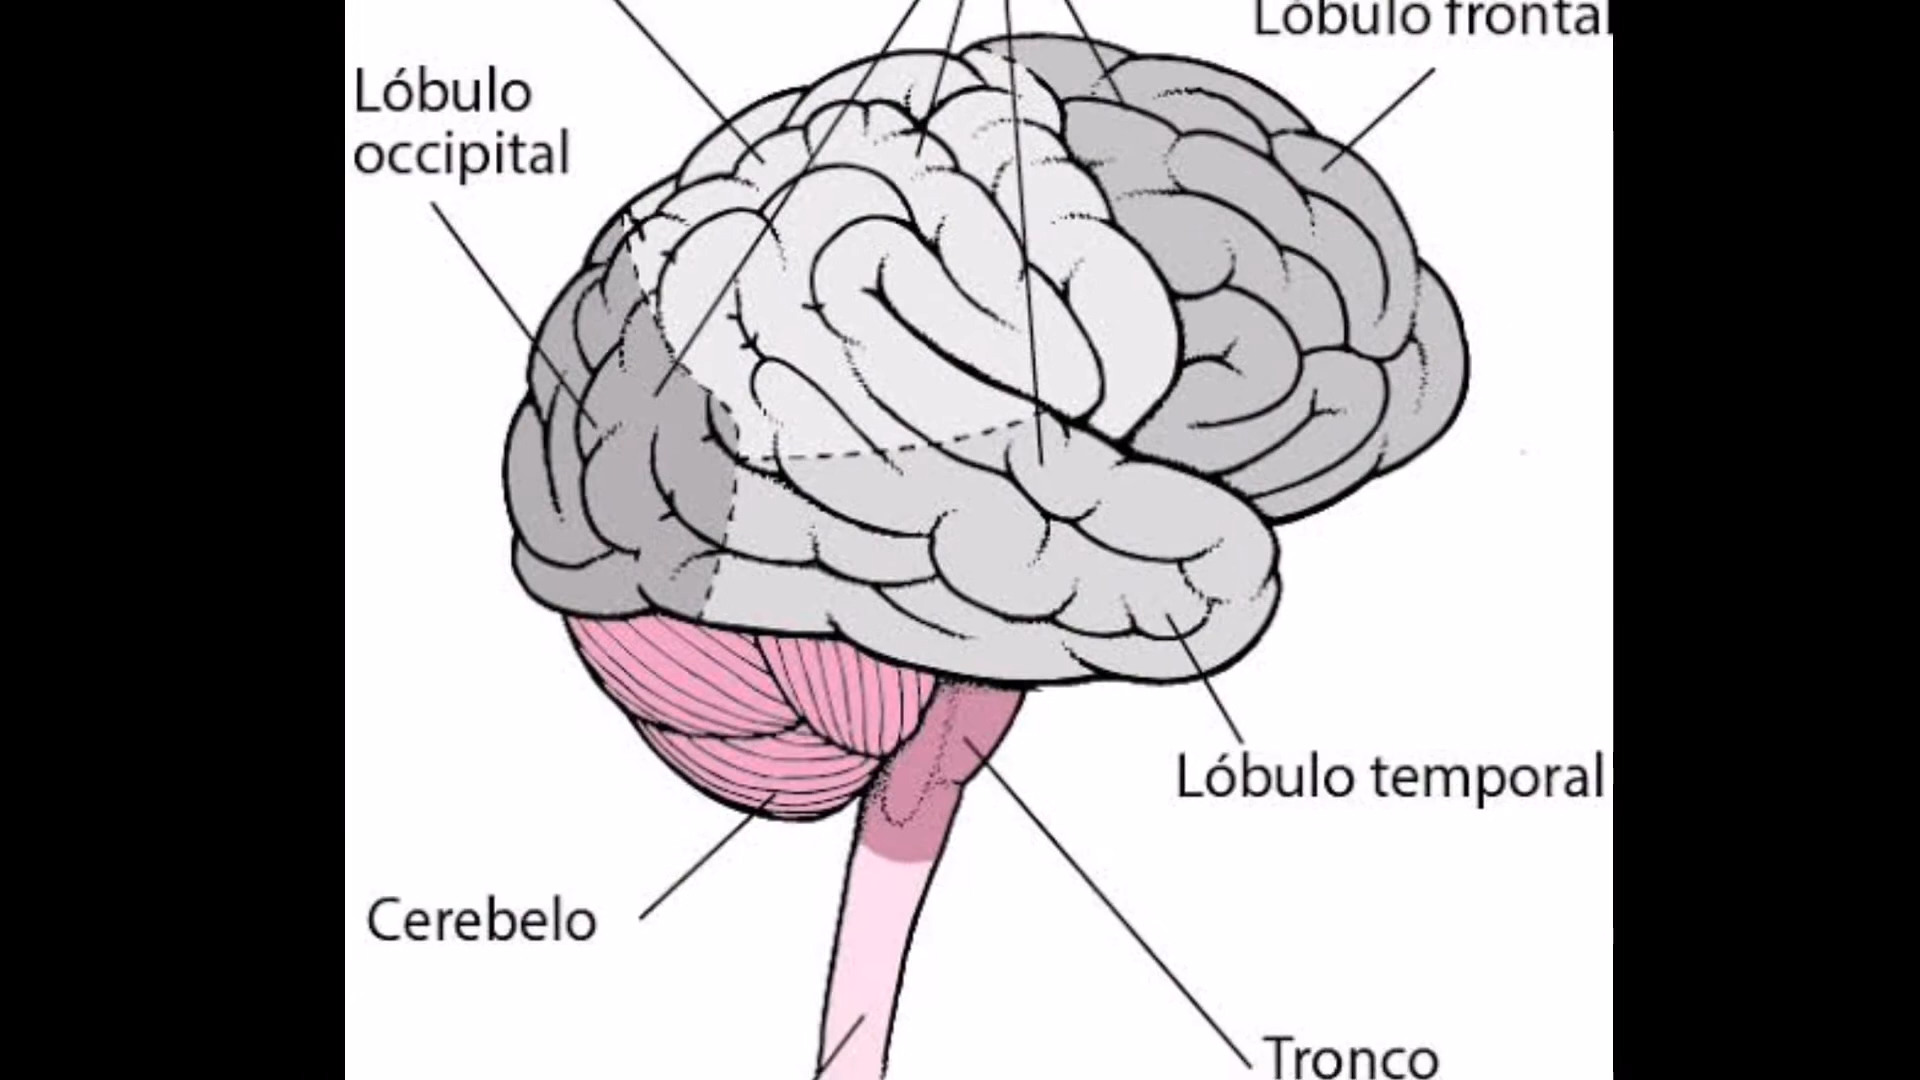 Lóbulo frontal
Lóbulo
occipital
Lóbulo temporal
Cerebelo
Tronco